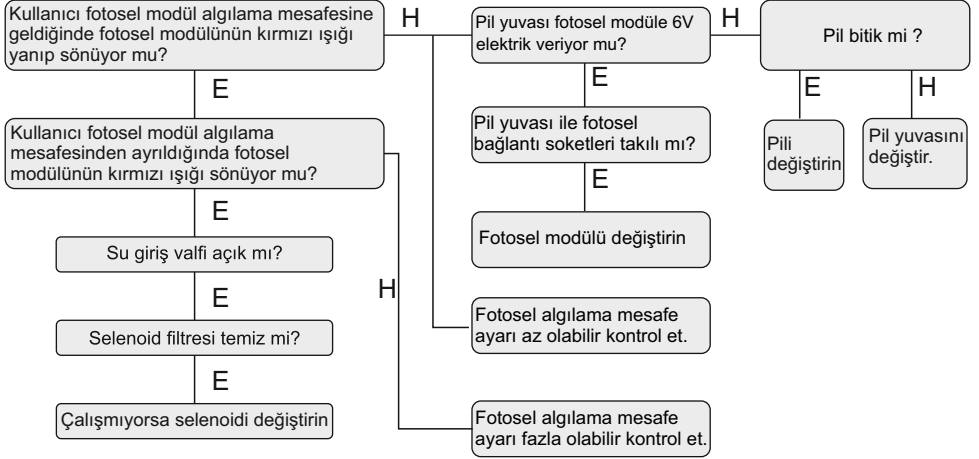 Kullanıcı fotosel modül algılama mesafesine
geldiğinde fotosel modülünün kırmızı ışığı
yanıp sönüyor mu?
H
Pil yuvası fotosel modüle 6V
elektrik veriyor mu?
H
Pil bitik mi ?
E
E
E
H
Kullanıcı fotosel modül algılama
mesafesinden ayrıldığında fotosel
modülünün kırmızı ışığı sönüyor mu?
Pil yuvası ile fotosel
bağlantı soketleri takılı mı?
Pili
değiştirin
Pil yuvasını
değiştir.
E
E
Su giriş valfi açık mı?
Fotosel modülü değiştirin
E
H
Selenoid filtresi temiz mi?
Fotosel algılama mesafe
ayarı az olabilir kontrol et.
E
Çalışmıyorsa selenoidi değiştirin
Fotosel algılama mesafe
ayarı fazla olabilir kontrol et.